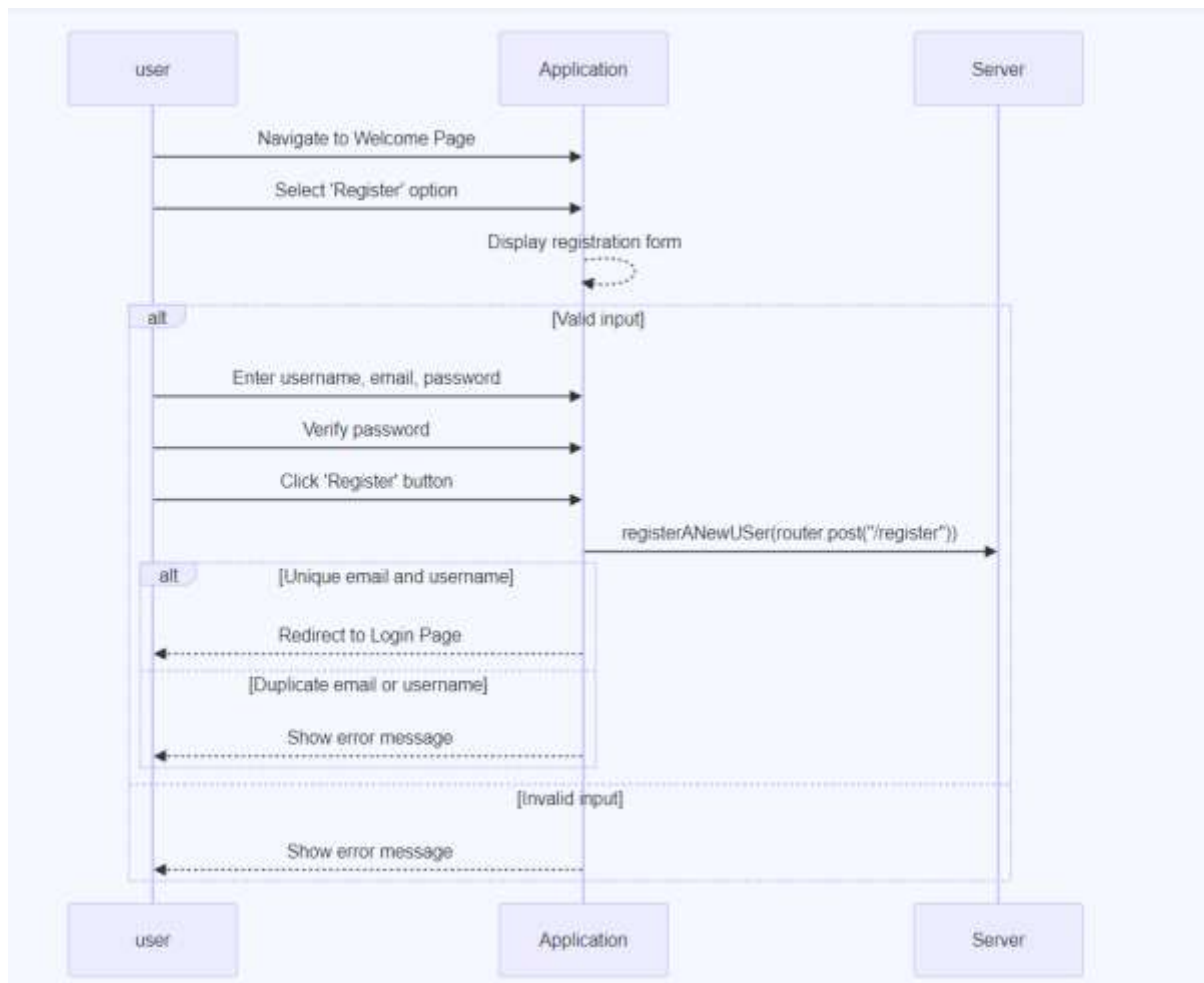 user Application Server
Navigate to Welcome Page
Select 'Register' option
Display registration form
alt [Valid input]
Enter username, email, password
Verify password
Click 'Register' button
registerANewUSer(router.post("/register"))
alt [Unique email and username]
Redirect to Login Page
[Duplicate email or username]
Show error message
[Invalid input]
Show error message
user Application Server